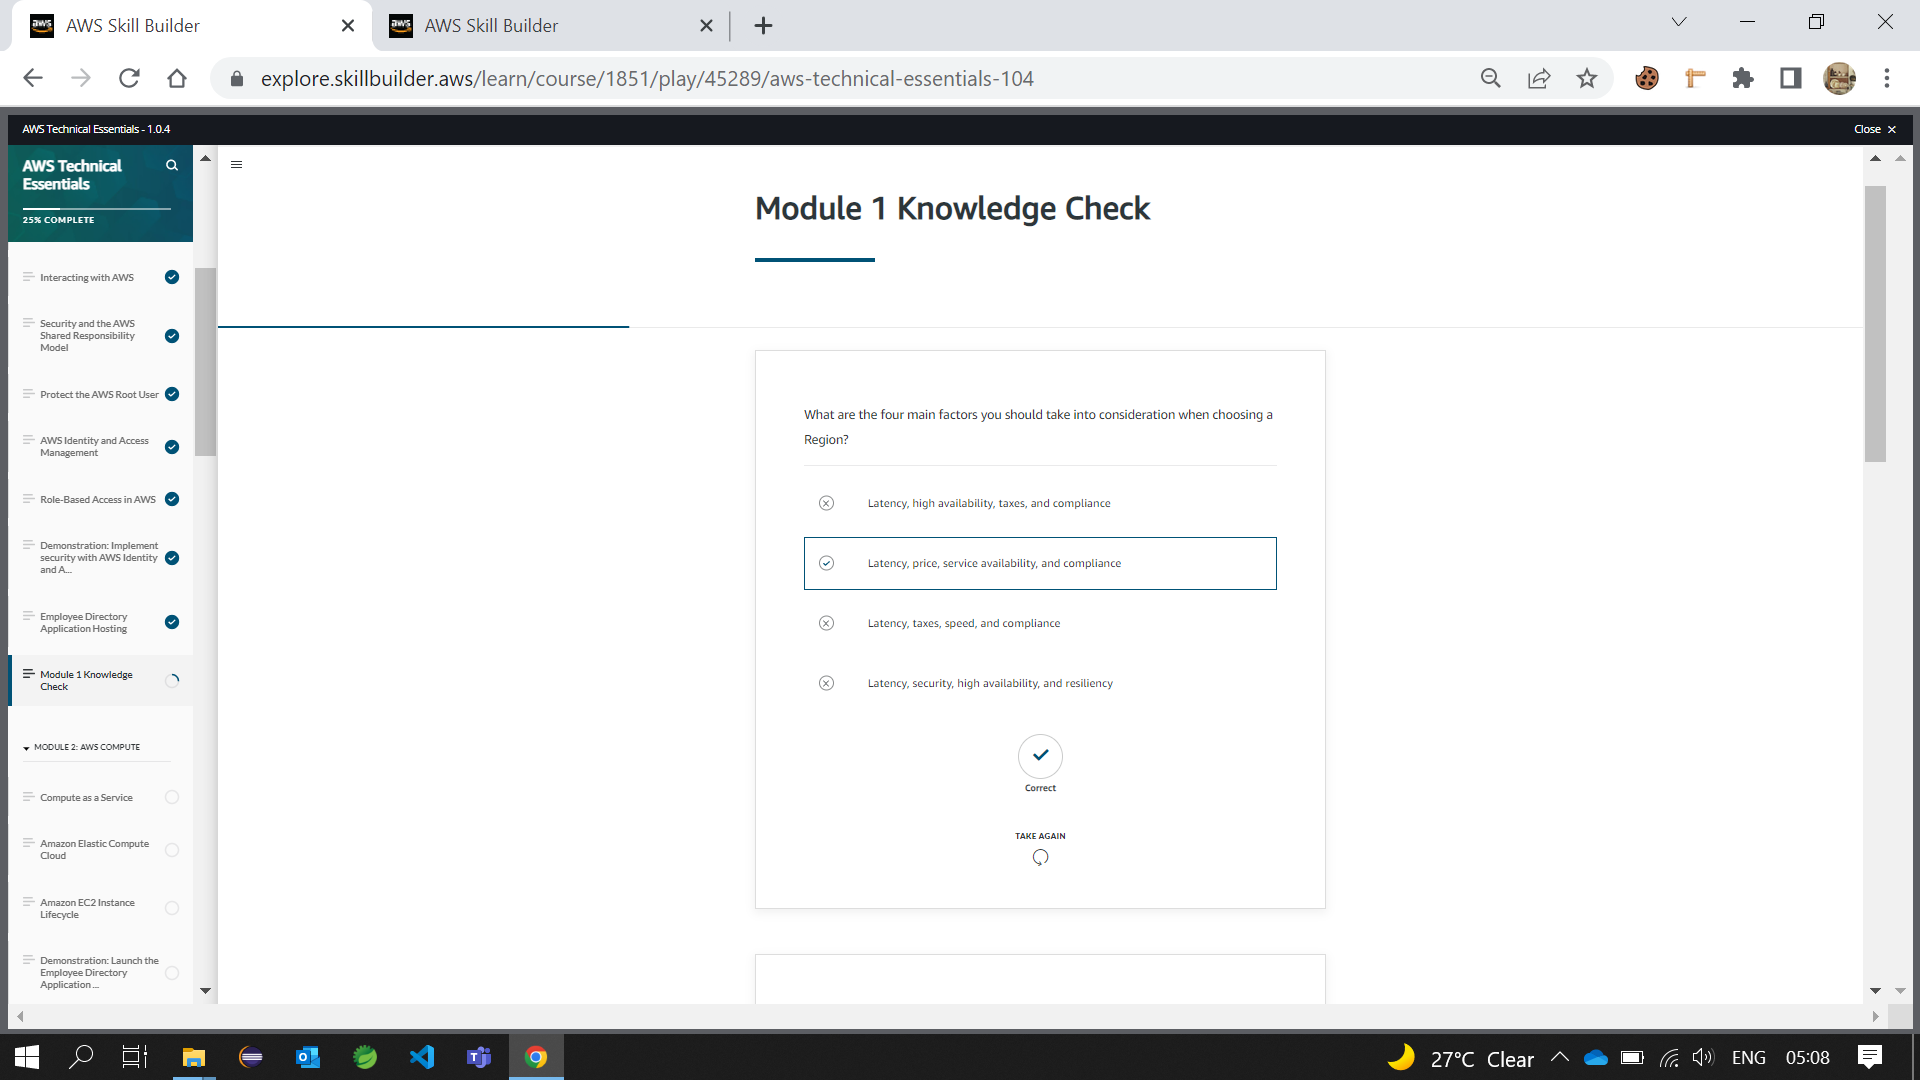 AWS Skill Builder
AWS Skill Builder
explore.skillbuilder.aws/learn/course/1851/play/45289/aws-technical-essentials-104
AWS Technical Essentials - 1.0.4
Close
AWS Technical
Essentials
25% COMPLETE
Interacting with AWS
Security and the AWS
Shared Responsibility
Model
Protect the AWS Root User
AWS Identity and Access
Management
Role-Based Access in AWS
Demonstration: Implement
security with AWS Identity
and A...
Employee Directory
Application Hosting
Module 1 Knowledge
Check
MODULE 2: AWS COMPUTE
Compute as a Service
Amazon Elastic Compute
Cloud
Amazon EC2 Instance
Lifecycle
Demonstration: Launch the
Employee Directory
Application ...
Module 1 Knowledge Check
What are the four main factors you should take into consideration when choosing a
Region?
Latency, high availability, taxes, and compliance
Latency, price, service availability, and compliance
Latency, taxes, speed, and compliance
Latency, security, high availability, and resiliency
Correct
TAKE AGAIN
27°C Clear
ENG
05:08